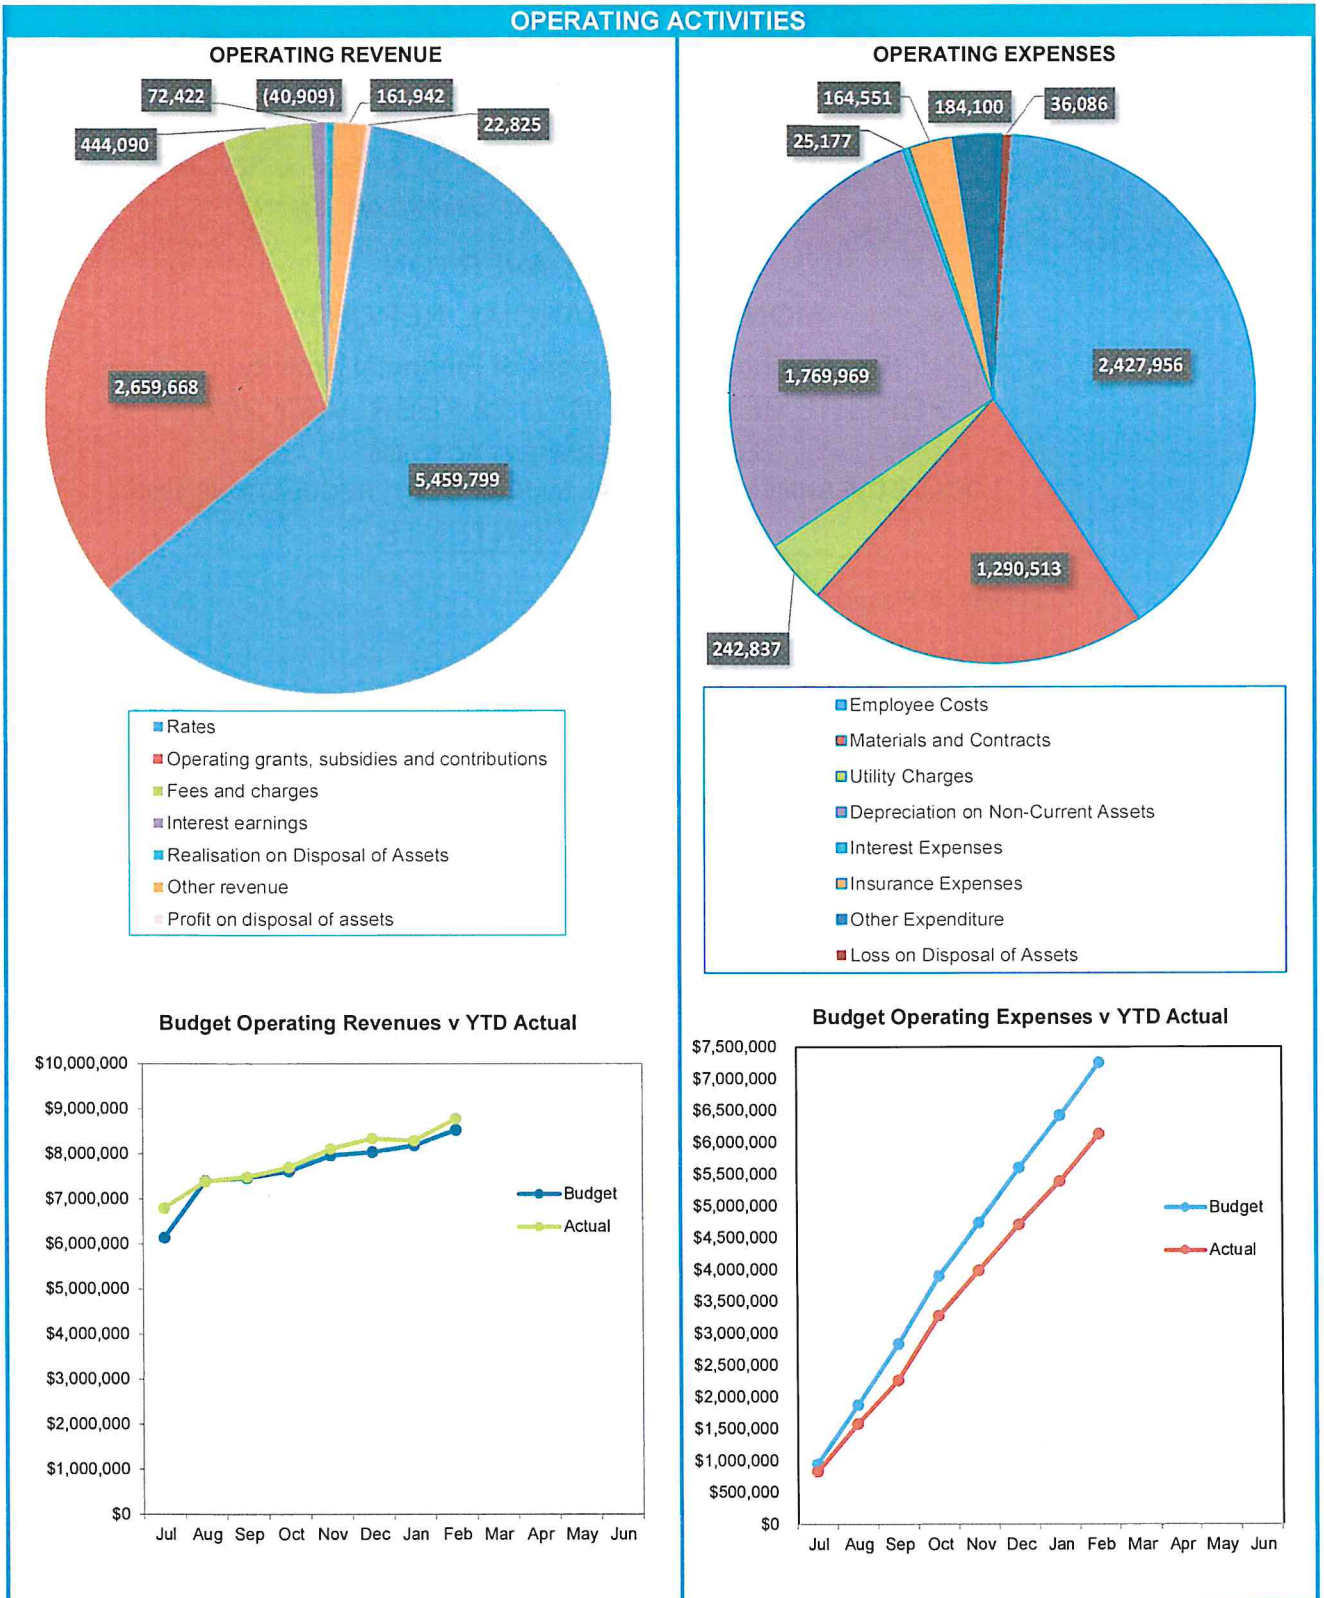 OPERATING ACTIVITIES
OPERATING REVENUE
72,422
(40,909)
161,942
22,825
444,090
2,659,668
5,459,799
Rates
Operating grants, subsidies and contributions
Fees and charges
Interest earnings
Realisation on Disposal of Assets
Other revenue
Profit on disposal of assets
OPERATING EXPENSES
164,551
184,100
36,086
25,177
2,427,956
1,769,969
1,290,513
242,837
Employee Costs
Materials and Contracts
Utility Charges
Depreciation on Non-Current Assets
Interest Expenses
Insurance Expenses
Other Expenditure
Loss on Disposal of Assets
Budget Operating Revenues v YTD Actual
$10,000,000
$9,000,000
$8,000,000
$7,000,000
$6,000,000
$5,000,000
$4,000,000
$3,000,000
$2,000,000
$1,000,000
$0
Budget
Actual
Jul Aug Sep Oct Nov Dec Jan Feb Mar Apr May Jun
Budget Operating Expenses v YTD Actual
$7,500,000
$7,000,000
$6,500,000
$6,000,000
$5,500,000
$5,000,000
$4,500,000
$4,000,000
$3,500,000
$3,000,000
$2,500,000
$2,000,000
$1,500,000
$1,000,000
$500,000
$0
Budget
Actual
Jul Aug Sep Oct Nov Dec Jan Feb Mar Apr May Jun